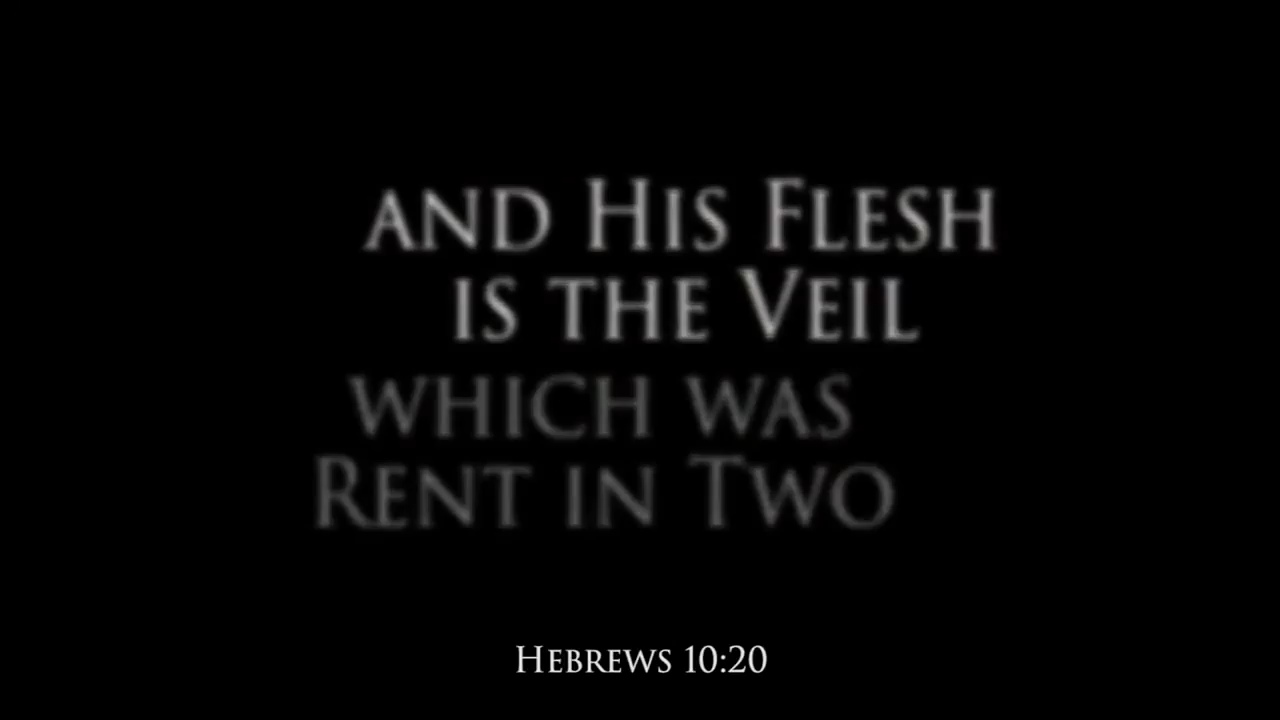 and His Flesh
is the Veil
which was
Rent in Two
Hebrews 10:20